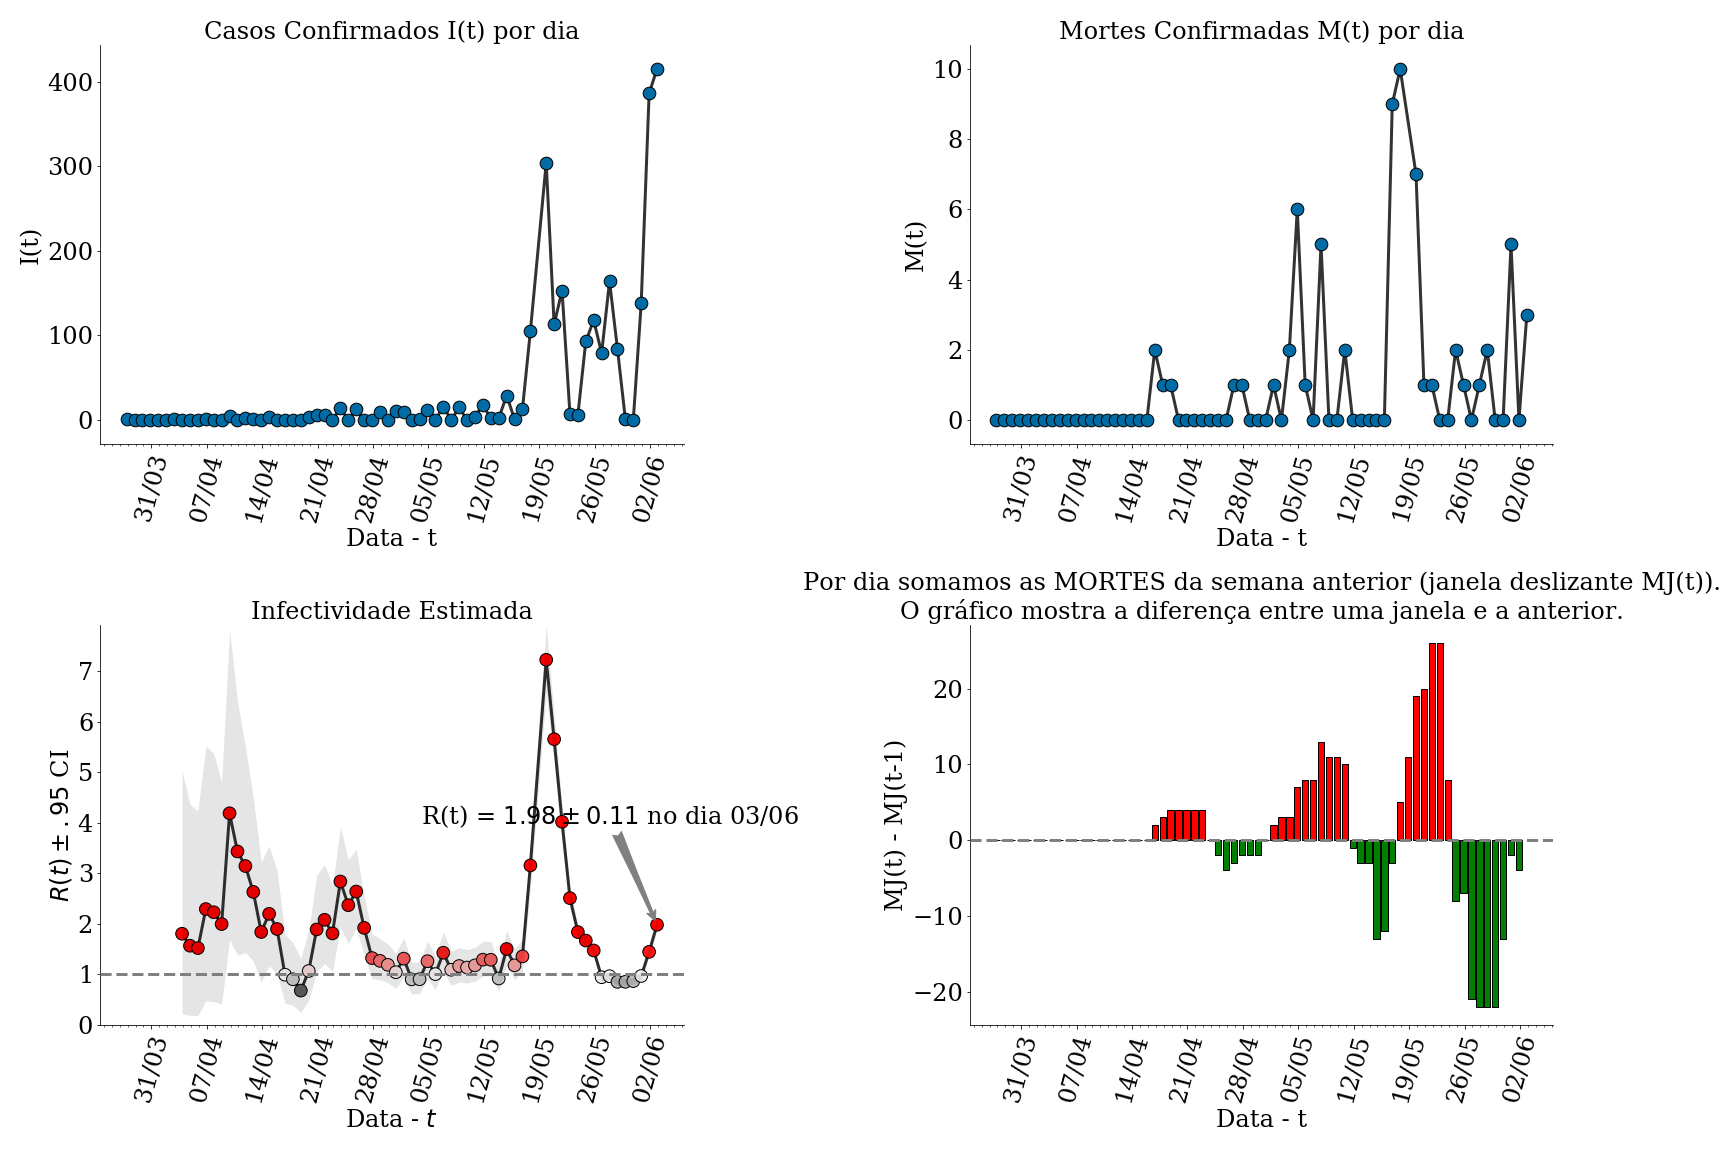 Casos Confirmados I(t) por dia
I(t)
400
300
200
100
0
31/03 07/04 14/04 21/04 28/04 05/05 12/05 19/05 26/05 02/06
Data - t
Mortes Confirmadas M(t) por dia
M(t)
10
8
6
4
2
0
31/03 07/04 14/04 21/04 28/04 05/05 12/05 19/05 26/05 02/06
Data - t
Infectividade Estimada
R(t) ± .95 CI
7
6
5
4
3
2
1
0
R(t) = 1.98 ± 0.11 no dia 03/06
31/03 07/04 14/04 21/04 28/04 05/05 12/05 19/05 26/05 02/06
Data - t
Por dia somamos as MORTES da semana anterior (janela deslizante MJ(t)).
O gráfico mostra a diferença entre uma janela e a anterior.
MJ(t) - MJ(t-1)
20
10
0
−10
−20
31/03 07/04 14/04 21/04 28/04 05/05 12/05 19/05 26/05 02/06
Data - t